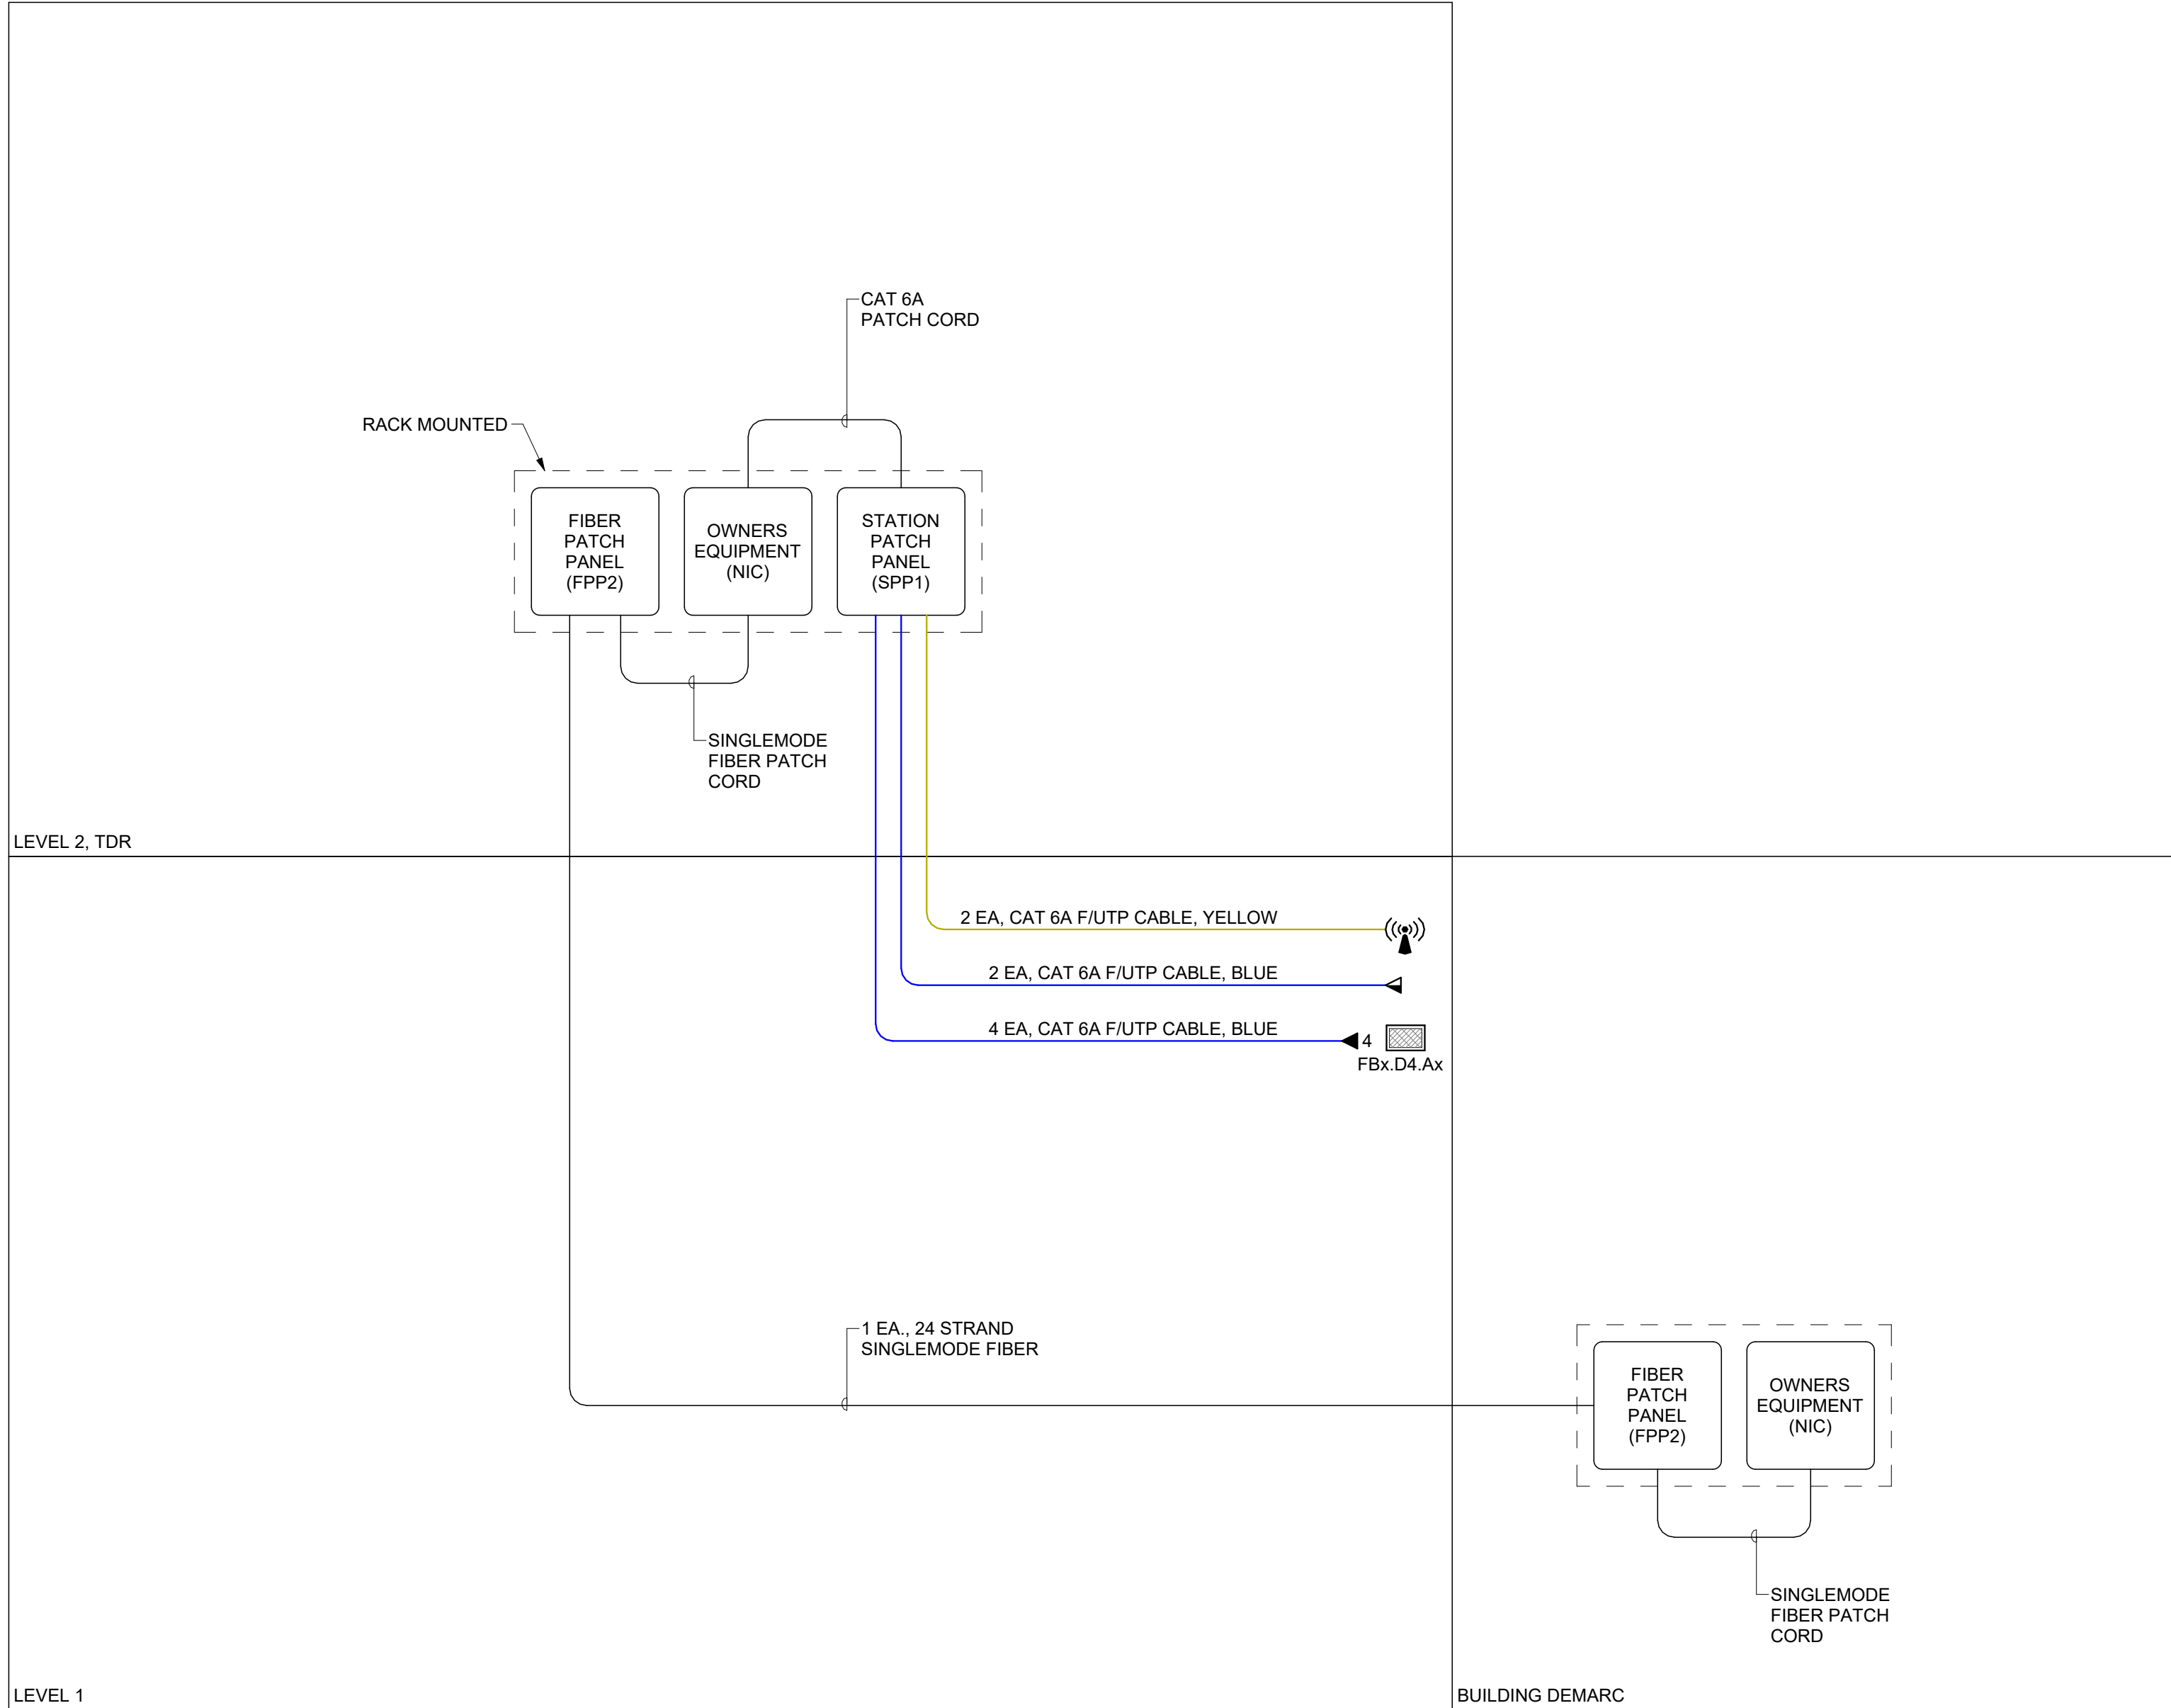 CAT 6A
PATCH CORD
RACK MOUNTED
FIBER
PATCH
PANEL
(FPP2)
OWNERS
EQUIPMENT
(NIC)
STATION
PATCH
PANEL
(SPP1)
SINGLEMODE
FIBER PATCH
CORD
LEVEL 2, TDR
2 EA, CAT 6A F/UTP CABLE, YELLOW
2 EA, CAT 6A F/UTP CABLE, BLUE
4 EA, CAT 6A F/UTP CABLE, BLUE
4
FBx.D4.Ax
1 EA., 24 STRAND
SINGLEMODE FIBER
FIBER
PATCH
PANEL
(FPP2)
OWNERS
EQUIPMENT
(NIC)
SINGLEMODE
FIBER PATCH
CORD
LEVEL 1
BUILDING DEMARC